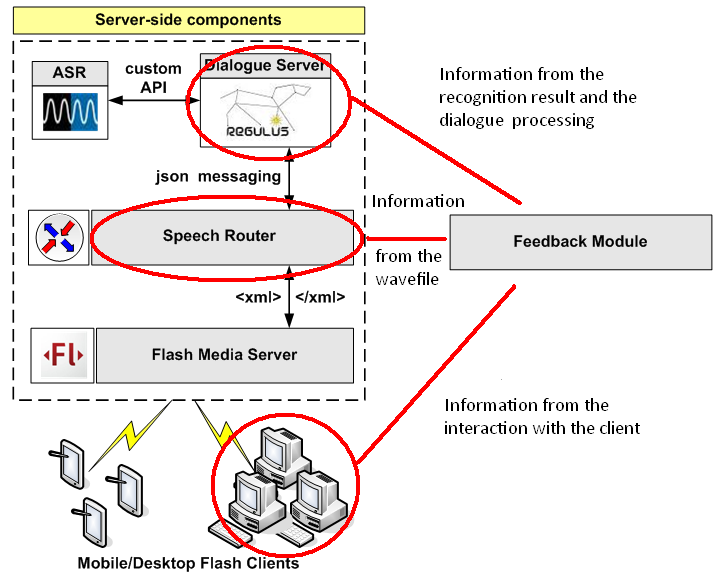 Server-side components
ASR
custom
API
Dialogue Server
REGULUS
Information from the
recognition result and the
dialogue processing
json messaging
Information
Speech Router
from the
wavefile
Feedback Module
<xml> </xml>
Fl
Flash Media Server
Information from the
interaction with the client
Mobile/Desktop Flash Clients